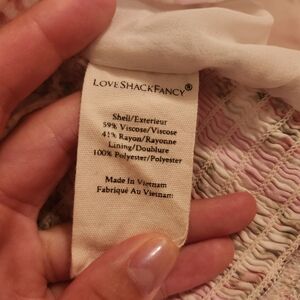 LOVESHACKFANCY®
Shell/Exterieur
59% Viscose/Viscose
41% Rayon/Rayonne
Lining/Doublure
100% Polyester/Polyester
Made In Vietnam
Fabriqué Au Vietnam